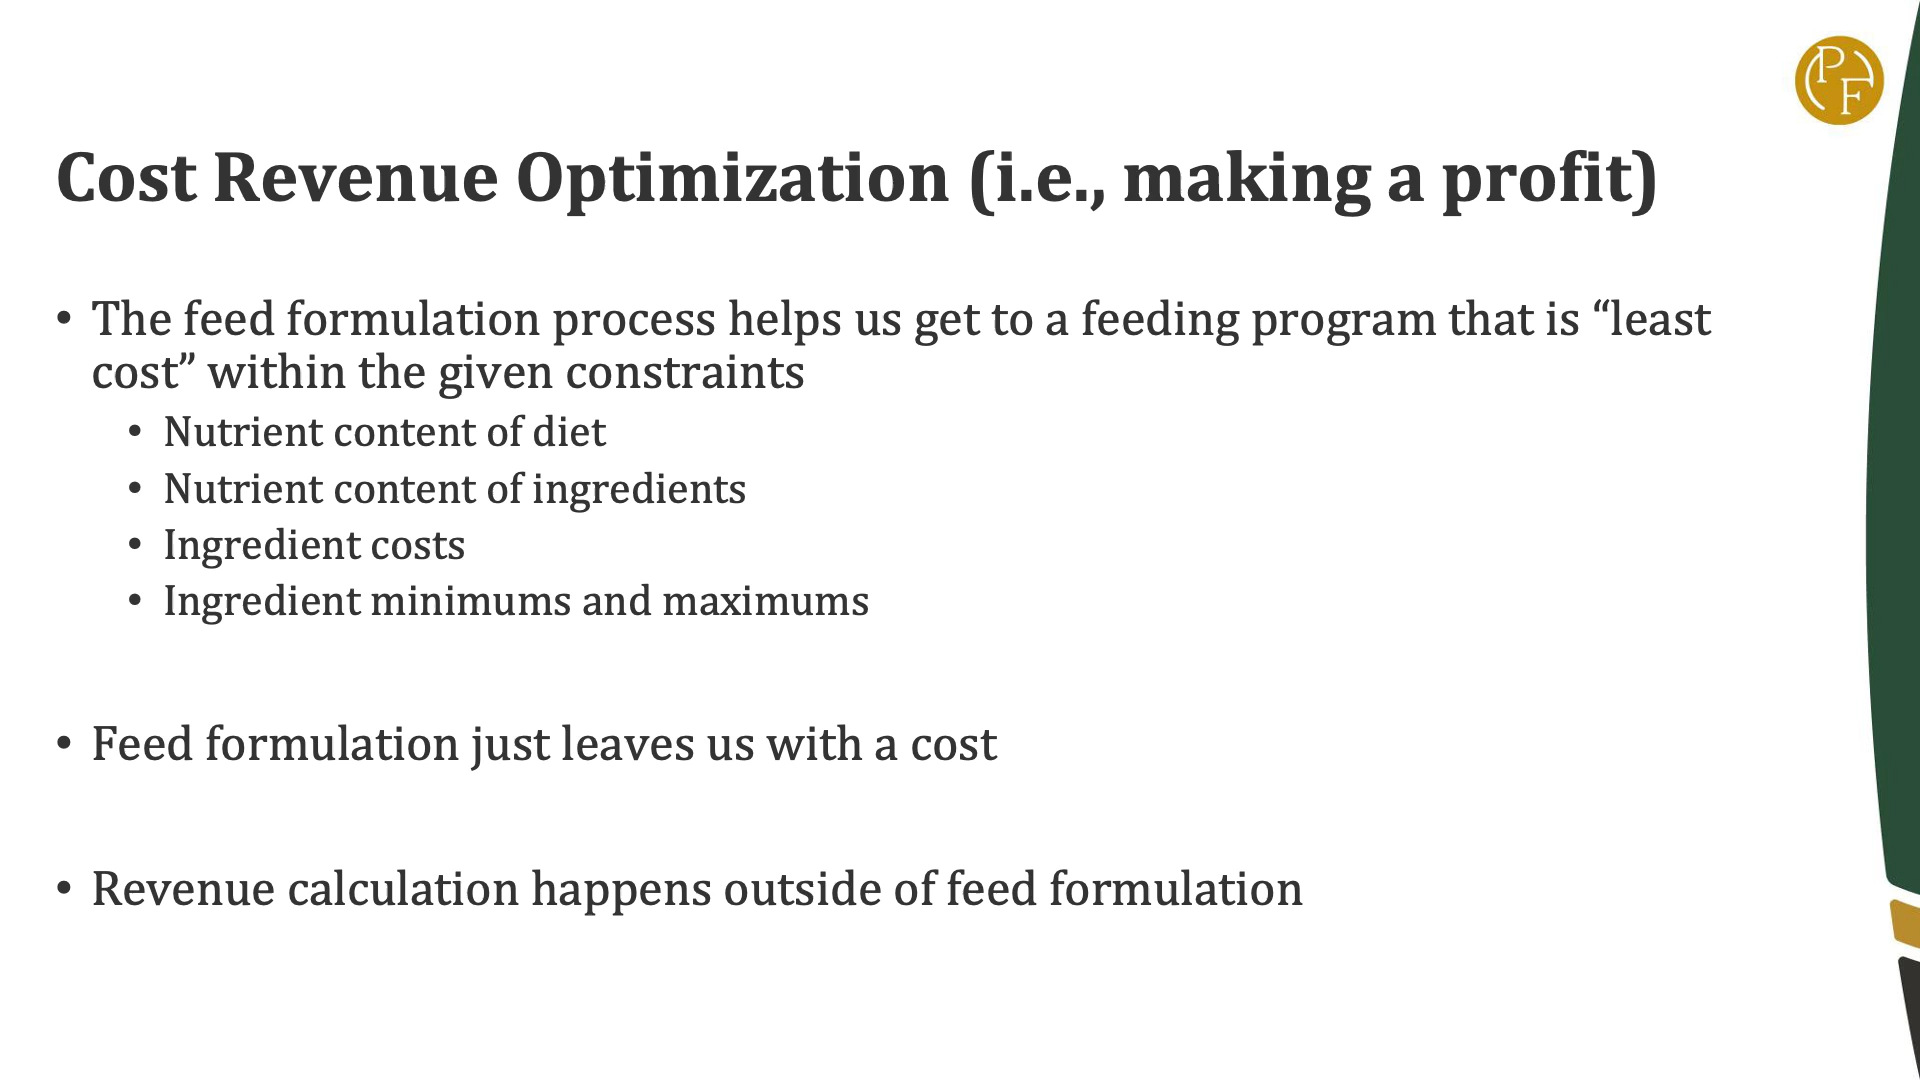 P
F
Cost Revenue Optimization (i.e., making a profit)
• The feed formulation process helps us get to a feeding program that is “least
cost” within the given constraints
• Nutrient content of diet
• Nutrient content of ingredients
• Ingredient costs
• Ingredient minimums and maximums
• Feed formulation just leaves us with a cost
• Revenue calculation happens outside of feed formulation